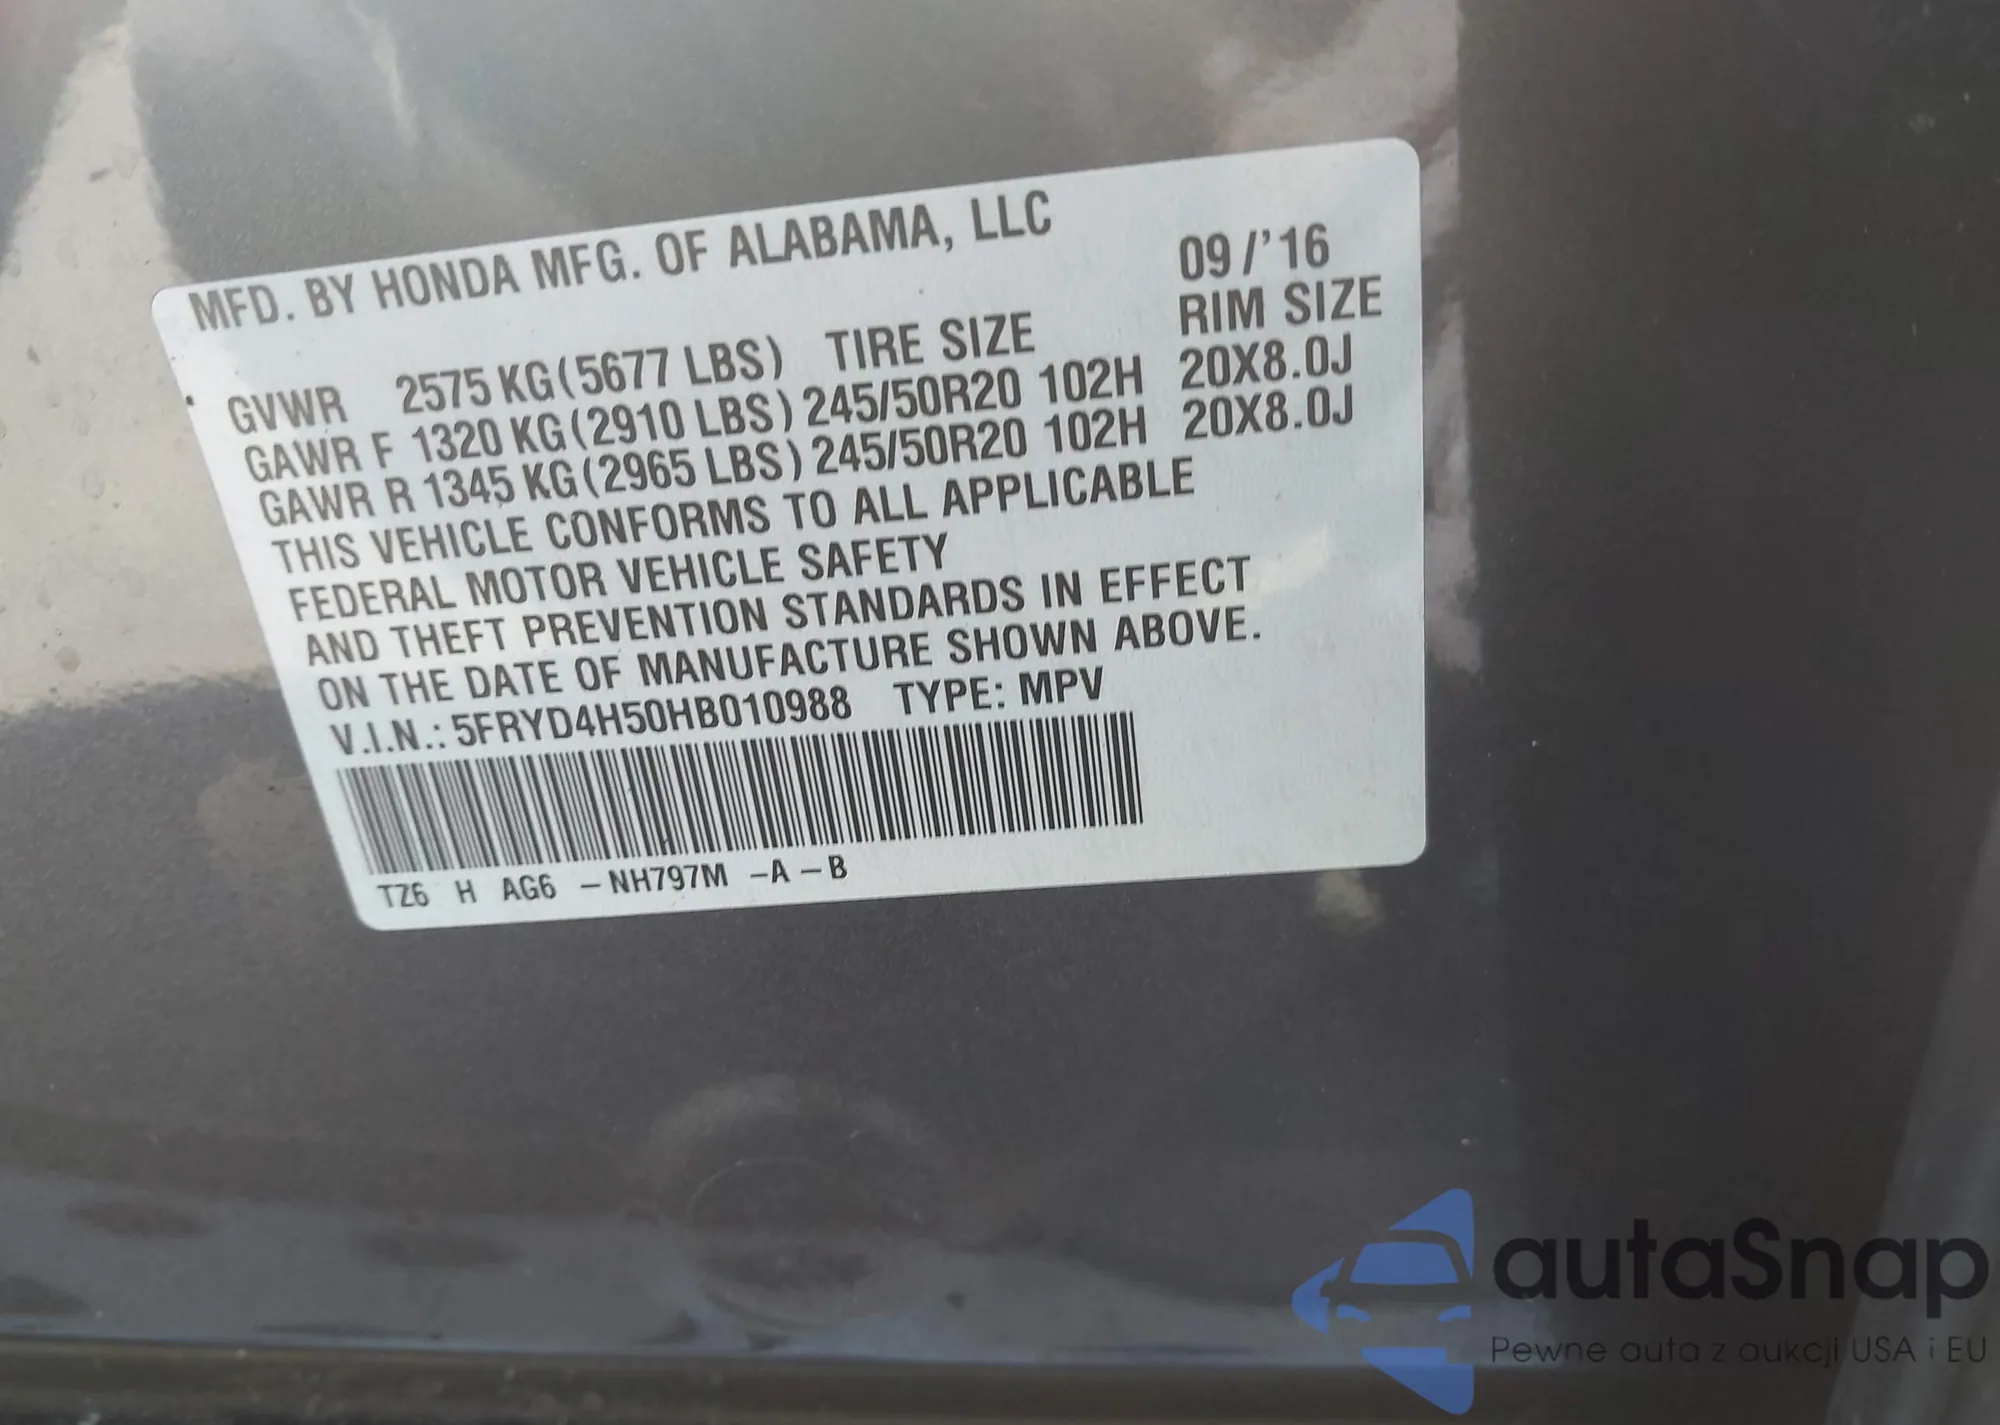 MFD. BY HONDA MFG. OF ALABAMA, LLC 09/'16
GVWR 2575 KG(5677 LBS) TIRE SIZE RIM SIZE
GAWR F 1320 KG(2910 LBS) 245/50R20 102H 20X8.0J
GAWR R 1345 KG(2965 LBS) 245/50R20 102H 20X8.0J
THIS VEHICLE CONFORMS TO ALL APPLICABLE
FEDERAL MOTOR VEHICLE SAFETY
AND THEFT PREVENTION STANDARDS IN EFFECT
ON THE DATE OF MANUFACTURE SHOWN ABOVE.
V.I.N.: 5FRYD4H50HB010988 TYPE: MPV
TZ6 H AG6 -NH797M -A-B
autaSnap
Pewne auta z aukcji USA i EU